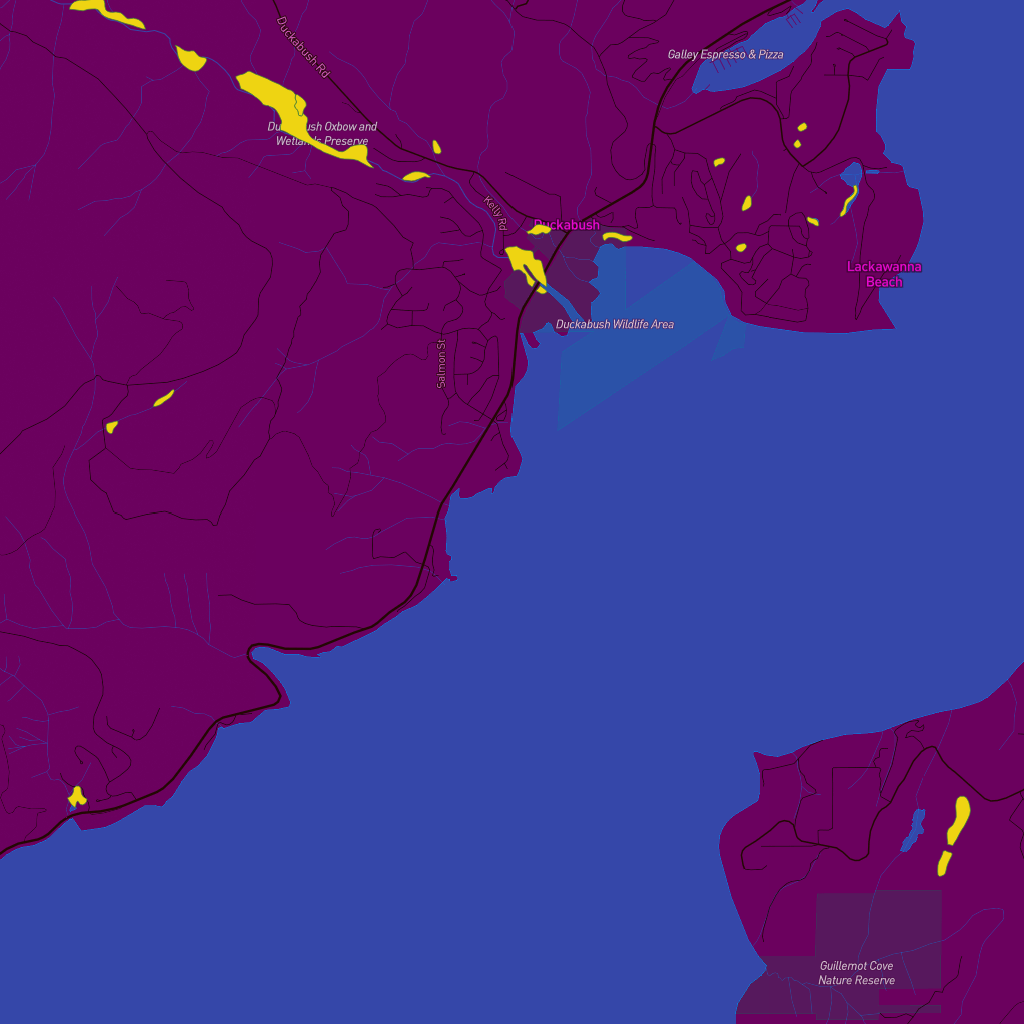 Duckabush Rd
Galley Espresso & Pizza
Duckabush Oxbow and
Wetlands Preserve
Kelly Rd
Duckabush
Lackawanna
Beach
Duckabush Wildlife Area
Salmon St
Guillemot Cove
Nature Reserve